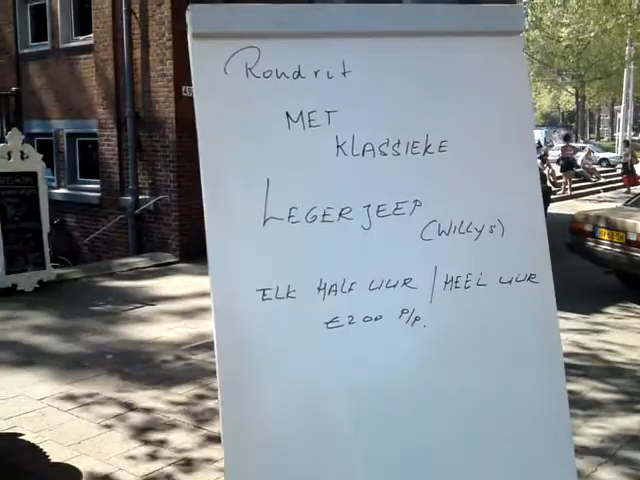 Rondrit
MET
KLASSIEKE
LEGERJEEP
(WILLYS)
ELK HALF UUR / HEEL UUR
€200 P/P.